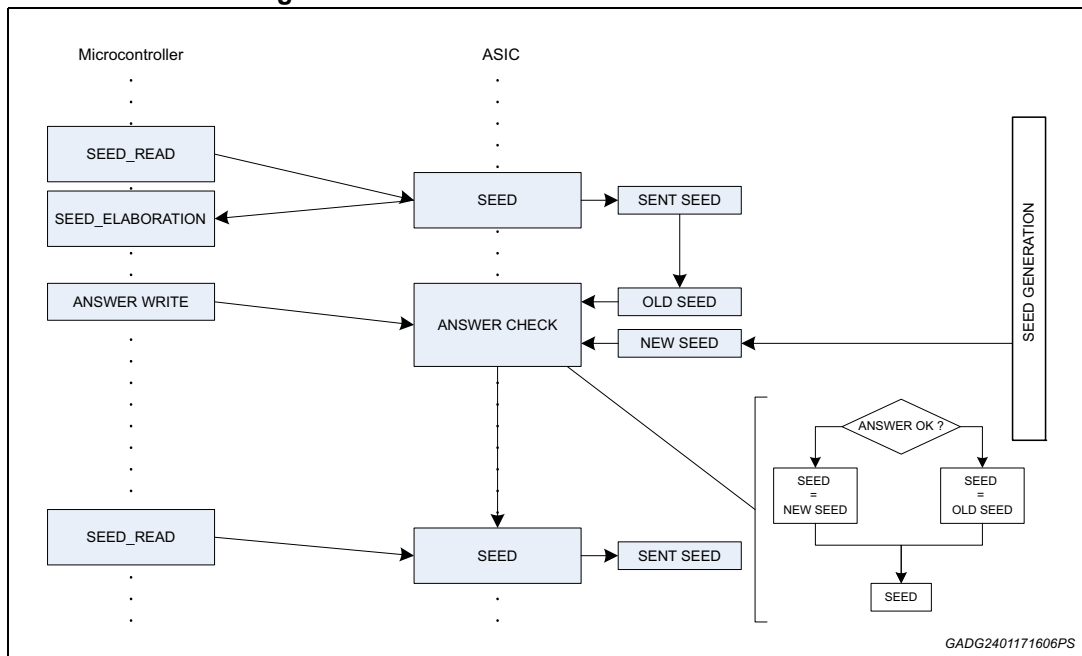 Microcontroller
ASIC
SEED_READ
SEED
SENT SEED
SEED_ELABORATION
ANSWER WRITE
ANSWER CHECK
OLD SEED
NEW SEED
SEED GENERATION
ANSWER OK ?
SEED
=
NEW SEED
SEED
=
OLD SEED
SEED_READ
SEED
SENT SEED
SEED
GADG2401171606PS